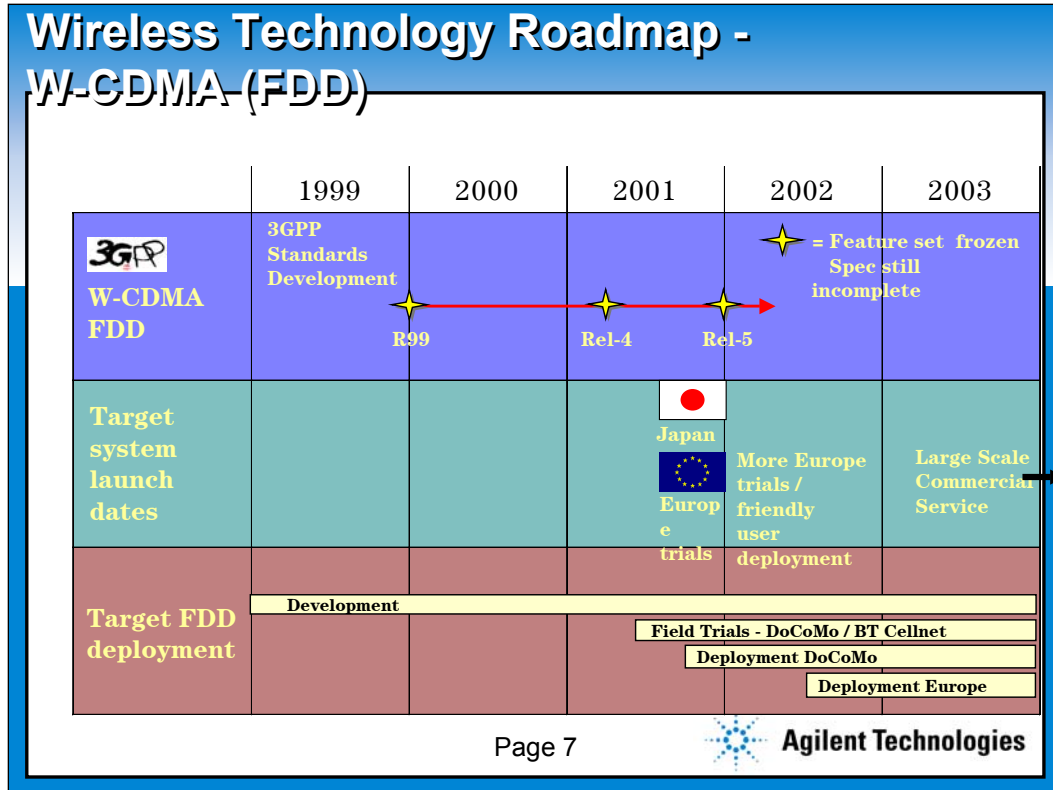 Wireless Technology Roadmap -
W-CDMA (FDD)
1999 2000 2001 2002 2003
3GPP
W-CDMA
FDD
3GPP
Standards
Development
R99
Rel-4
Rel-5
= Feature set frozen
Spec still
incomplete
Target
system
launch
dates
Japan
Europ
e
trials
More Europe
trials /
friendly
user
deployment
Large Scale
Commercial
Service
Target FDD
deployment
Development
Field Trials - DoCoMo / BT Cellnet
Deployment DoCoMo
Deployment Europe
Page 7
Agilent Technologies